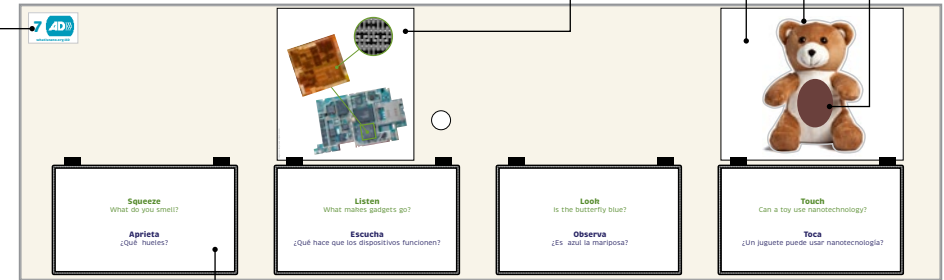 7 AD
Squeeze
What do you smell?
Aprieta
¿Qué hueles?
Listen
What makes gadgets go?
Escucha
¿Qué hace que los dispositivos funcionen?
Look
Is the butterfly blue?
Observa
¿Es azul la mariposa?
Touch
Can a toy use nanotechnology?
Toca
¿Un juguete puede usar nanotecnología?